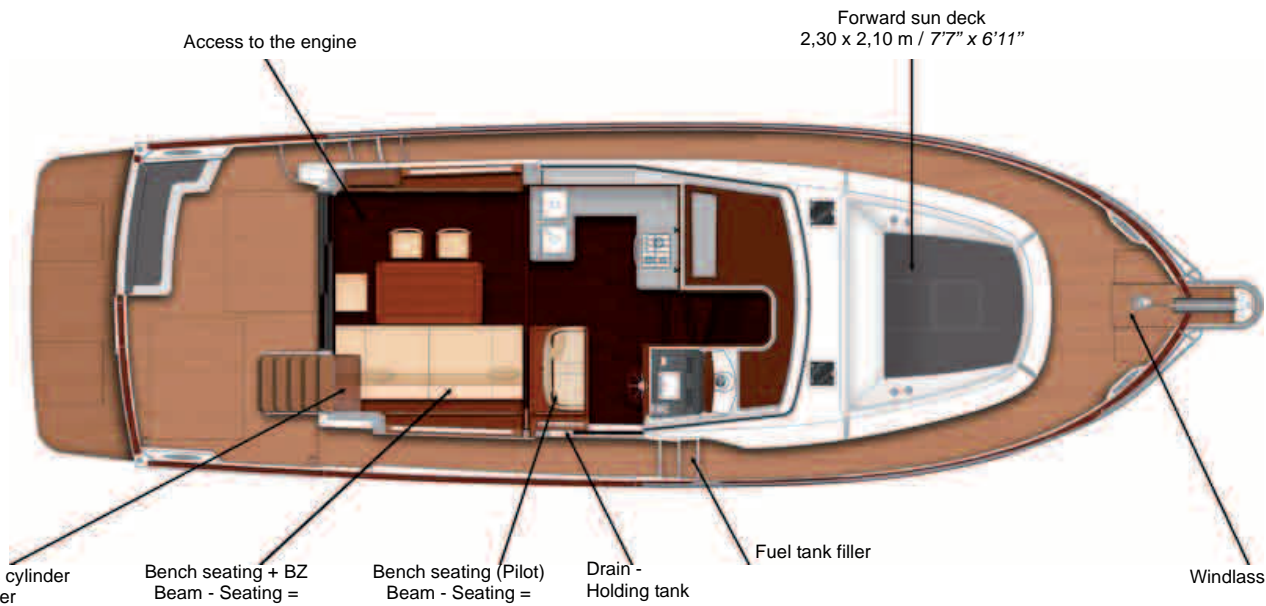 Access to the engine
Forward sun deck
2,30 x 2,10 m / 7'7" x 6'11"
cylinder
Bench seating + BZ
Beam - Seating =
Bench seating (Pilot)
Beam - Seating =
Drain -
Holding tank
Fuel tank filler
Windlass